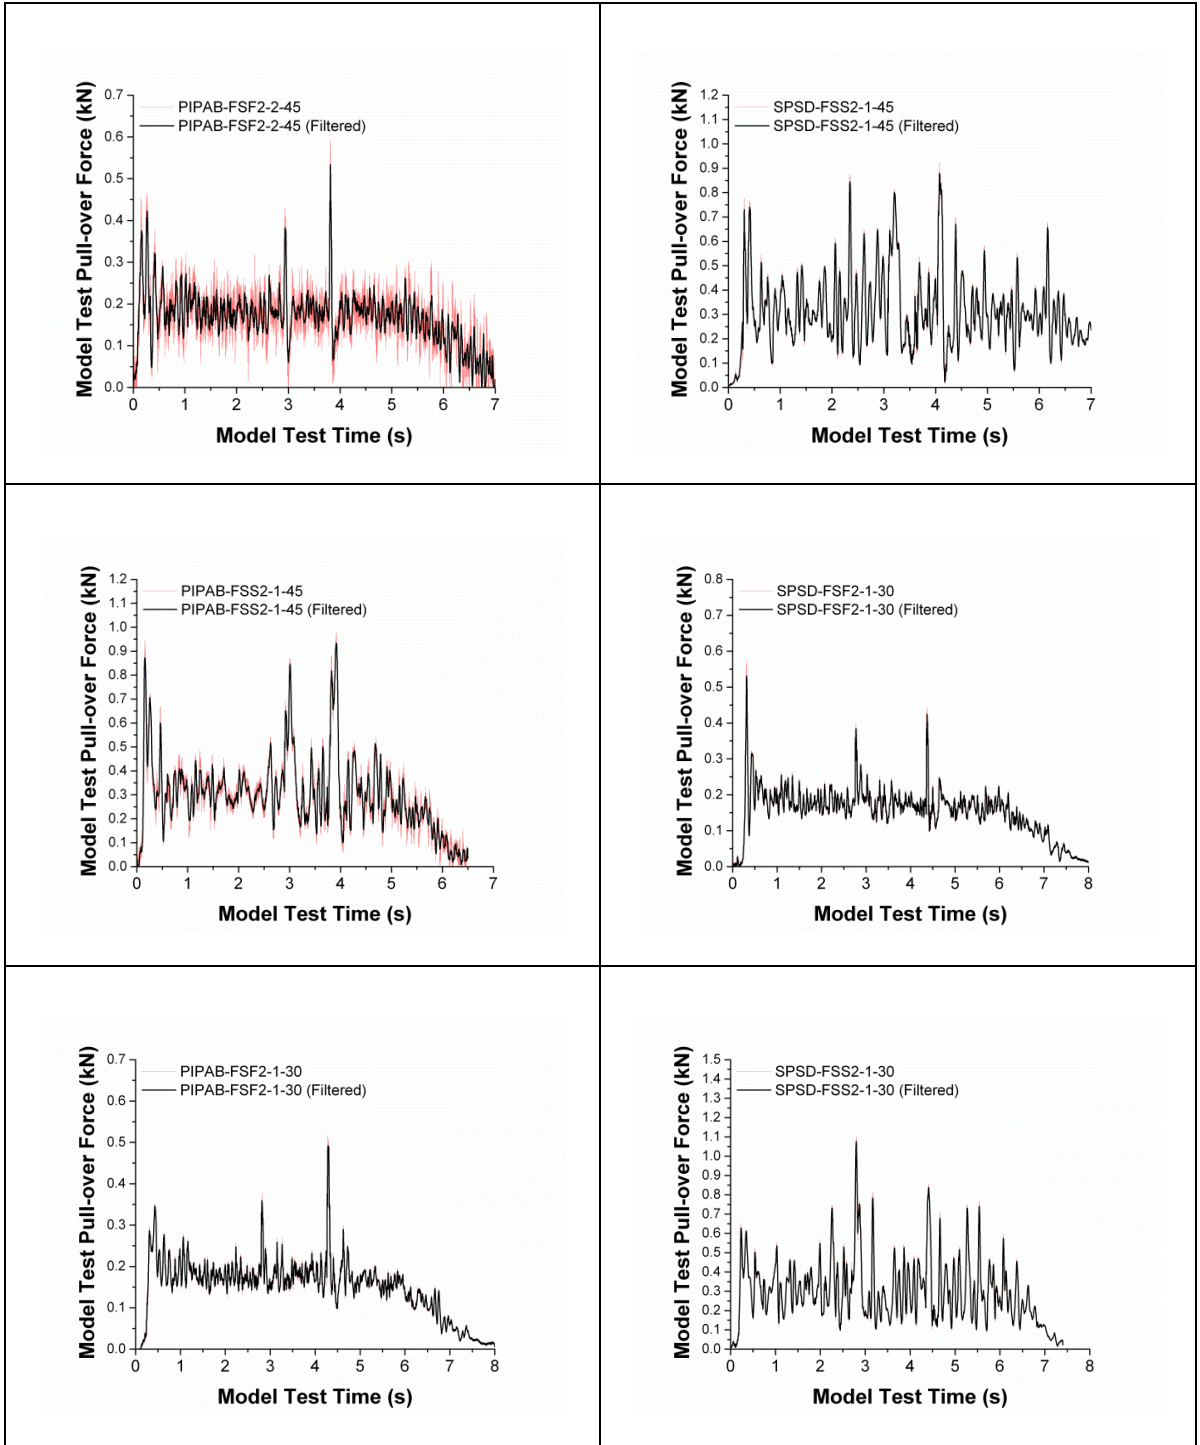 Model Test Pull-over Force (kN)
0.7
0.6
0.5
0.4
0.3
0.2
0.1
0.0
PIPAB-FSF2-2-45
PIPAB-FSF2-2-45 (Filtered)
0 1 2 3 4 5 6 7
Model Test Time (s)
Model Test Pull-over Force (kN)
1.2
1.1
1.0
0.9
0.8
0.7
0.6
0.5
0.4
0.3
0.2
0.1
0.0
SPSD-FSS2-1-45
SPSD-FSS2-1-45 (Filtered)
0 1 2 3 4 5 6 7
Model Test Time (s)
Model Test Pull-over Force (kN)
1.2
1.1
1.0
0.9
0.8
0.7
0.6
0.5
0.4
0.3
0.2
0.1
0.0
PIPAB-FSS2-1-45
PIPAB-FSS2-1-45 (Filtered)
0 1 2 3 4 5 6 7
Model Test Time (s)
Model Test Pull-over Force (kN)
0.8
0.7
0.6
0.5
0.4
0.3
0.2
0.1
0.0
SPSD-FSF2-1-30
SPSD-FSF2-1-30 (Filtered)
0 1 2 3 4 5 6 7 8
Model Test Time (s)
Model Test Pull-over Force (kN)
0.7
0.6
0.5
0.4
0.3
0.2
0.1
0.0
PIPAB-FSF2-1-30
PIPAB-FSF2-1-30 (Filtered)
0 1 2 3 4 5 6 7 8
Model Test Time (s)
Model Test Pull-over Force (kN)
1.5
1.4
1.3
1.2
1.1
1.0
0.9
0.8
0.7
0.6
0.5
0.4
0.3
0.2
0.1
0.0
SPSD-FSS2-1-30
SPSD-FSS2-1-30 (Filtered)
0 1 2 3 4 5 6 7 8
Model Test Time (s)